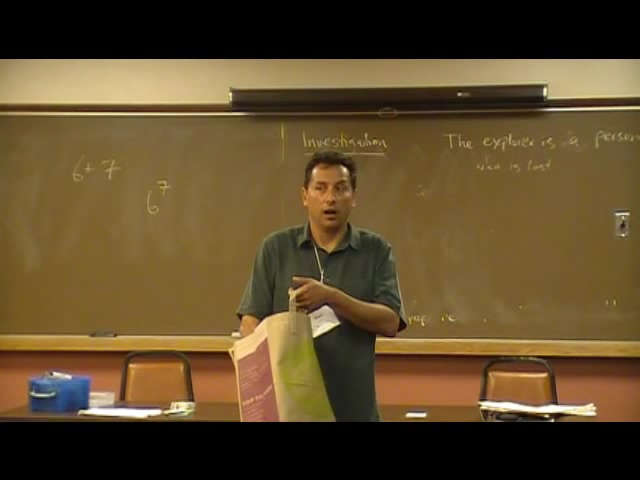 6+ 7
6^7
Investigation
The explorer is a person
who is lost